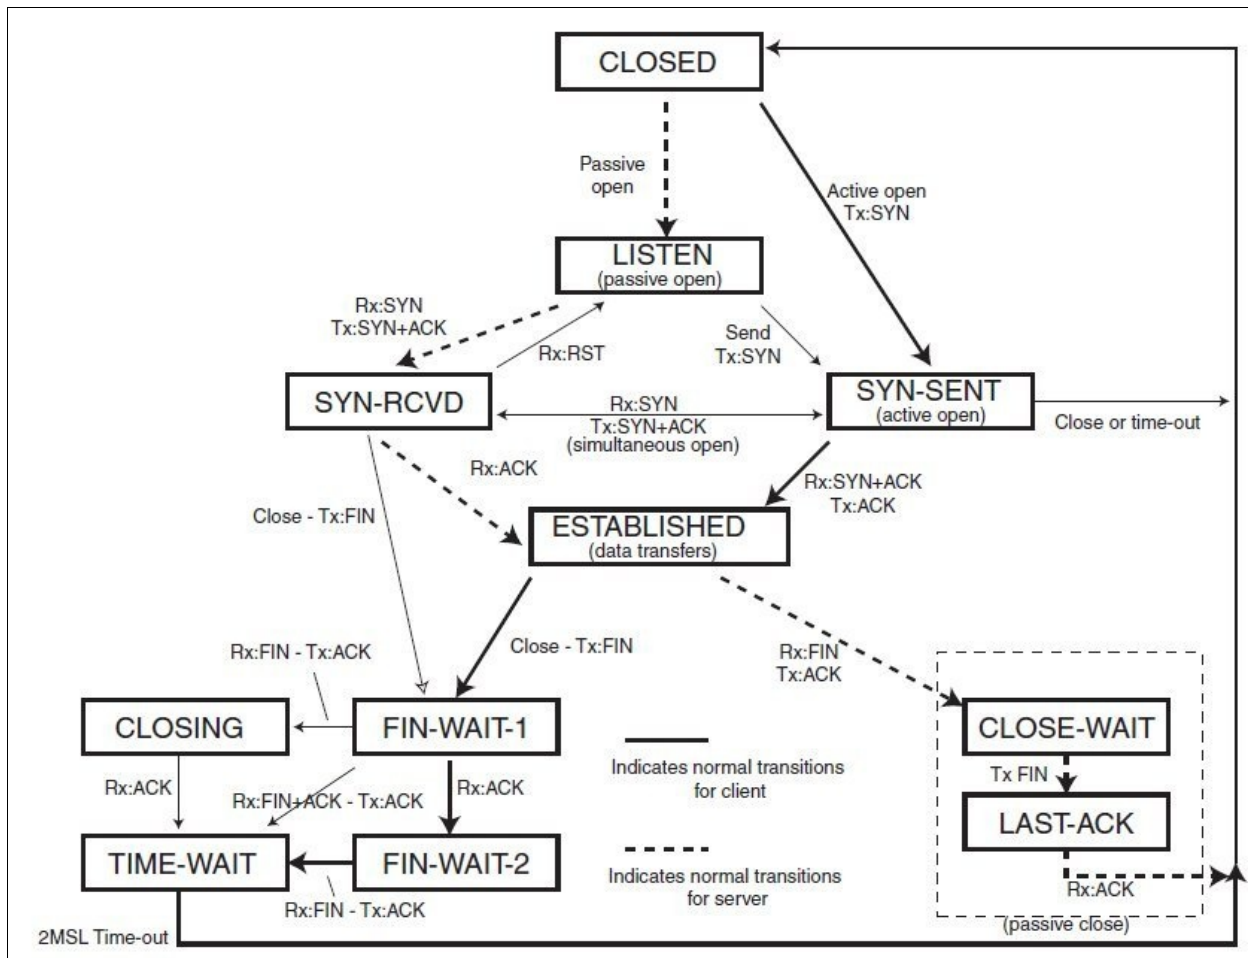 CLOSED
Passive
open
Active open
Tx:SYN
LISTEN
(passive open)
Rx:SYN
Tx:SYN+ACK
Rx:RST
Send
Tx:SYN
SYN-RCVD
Rx:SYN
Tx:SYN+ACK
(simultaneous open)
SYN-SENT
(active open)
Close or time-out
Rx:ACK
Rx:SYN+ACK
Tx:ACK
Close - Tx:FIN
ESTABLISHED
(data transfers)
Rx:FIN - Tx:ACK
Close - Tx:FIN
Rx:FIN
Tx:ACK
CLOSING
FIN-WAIT-1
CLOSE-WAIT
Indicates normal transitions
for client
Tx FIN
Rx:ACK
Rx:FIN+ACK - Tx:ACK
Rx:ACK
LAST-ACK
TIME-WAIT
FIN-WAIT-2
Indicates normal transitions
for server
Rx:ACK
Rx:FIN - Tx:ACK
(passive close)
2MSL Time-out